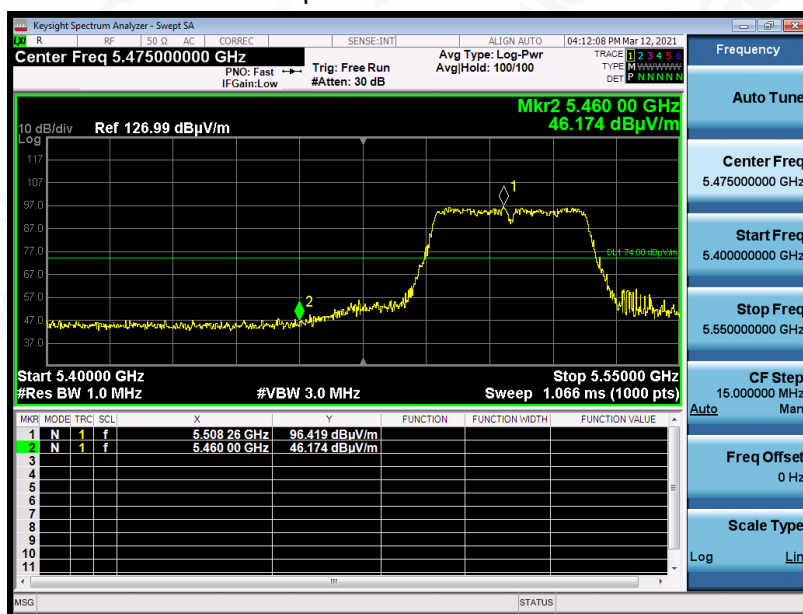 Keysight Spectrum Analyzer - Swept SA
LXI R RF 50 Ω AC CORREC SENSE:INT ALIGN AUTO 04:12:08 PM Mar 12, 2021
Center Freq 5.475000000 GHz
PNO: Fast
IFGain:Low
Trig: Free Run
#Atten: 30 dB
Avg Type: Log-Pwr
Avg|Hold: 100/100
TRACE 1 2 3 4 5 6
TYPE M WWWWW
DET P N N N N N
Mkr2 5.460 00 GHz
46.174 dBµV/m
10 dB/div Ref 126.99 dBµV/m
Log
117
107
97.0
87.0
77.0
67.0
57.0
47.0
37.0
1
2
DL1 74.00 dBµV/m
Start 5.40000 GHz Stop 5.55000 GHz
#Res BW 1.0 MHz #VBW 3.0 MHz Sweep 1.066 ms (1000 pts)
MKR MODE TRC SCL X Y FUNCTION FUNCTION WIDTH FUNCTION VALUE
1 N 1 f 5.508 26 GHz 96.419 dBµV/m
2 N 1 f 5.460 00 GHz 46.174 dBµV/m
3
4
5
6
7
8
9
10
11
MSG STATUS
Frequency
Auto Tune
Center Freq
5.475000000 GHz
Start Freq
5.400000000 GHz
Stop Freq
5.550000000 GHz
CF Step
15.000000 MHz
Auto Man
Freq Offset
0 Hz
Scale Type
Log Lin